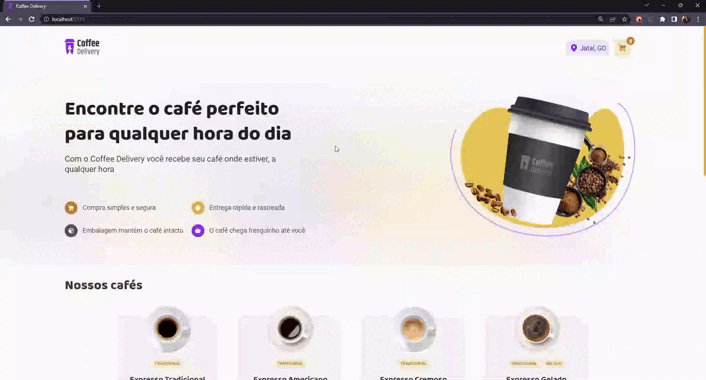 Coffee Delivery
localhost:5173
Coffee
Delivery
Jataí, GO
Encontre o café perfeito
para qualquer hora do dia
Com o Coffee Delivery você recebe seu café onde estiver, a
qualquer hora
Compra simples e segura
Entrega rápida e rastreada
Embalagem mantém o café intacto
O café chega fresquinho até você
Coffee
Delivery
Nossos cafés
TRADICIONAL
TRADICIONAL
TRADICIONAL
TRADICIONAL
GELADO
Expresso Tradicional
Expresso Americano
Expresso Cremoso
Expresso Gelado